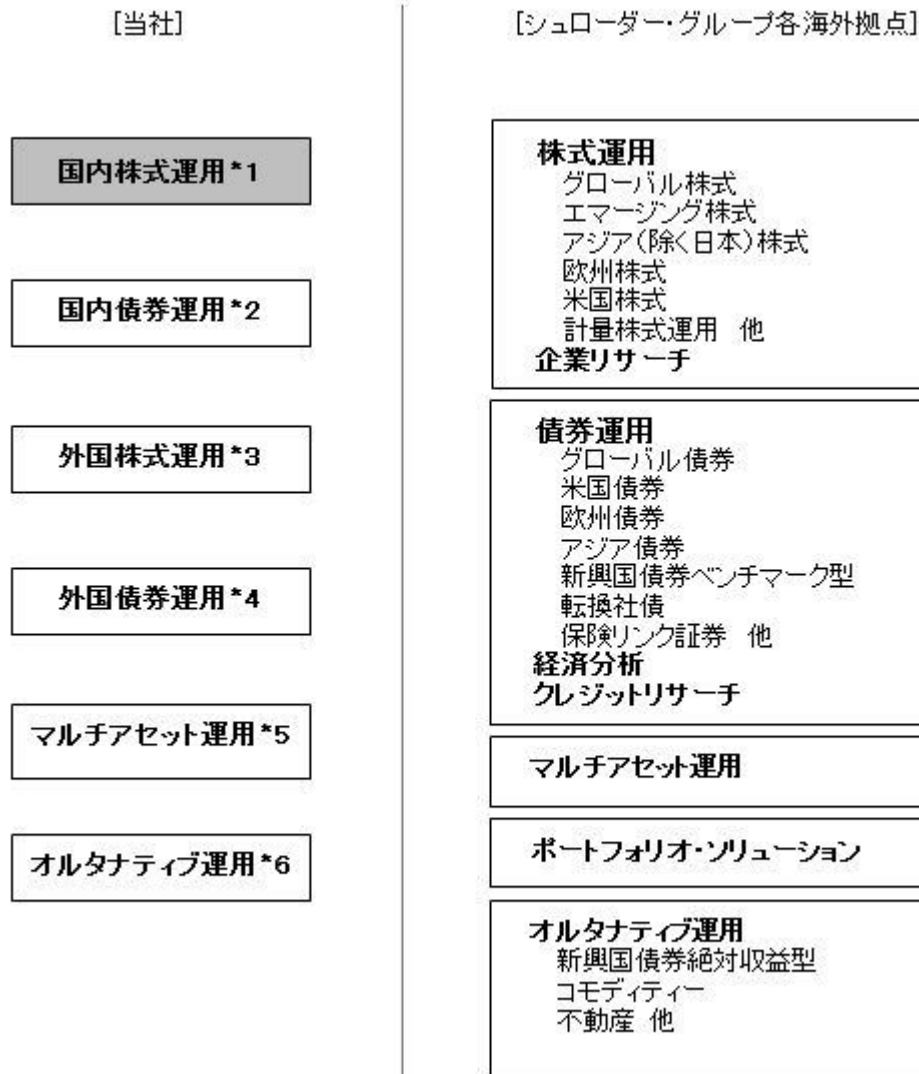 [当社]
国内株式運用*1
国内債券運用*2
外国株式運用*3
外国債券運用*4
マルチアセット運用*5
オルタナティブ運用*6
[シュローダー・グループ各海外拠点]
株式運用
グローバル株式
エマージング株式
アジア(除く日本)株式
欧州株式
米国株式
計量株式運用 他
企業リサーチ
債券運用
グローバル債券
米国債券
欧州債券
アジア債券
新興国債券ベンチマーク型
転換社債
保険リンク証券 他
経済分析
クレジットリサーチ
マルチアセット運用
ポートフォリオ・ソリューション
オルタナティブ運用
新興国債券絶対収益型
コモディティー
不動産 他